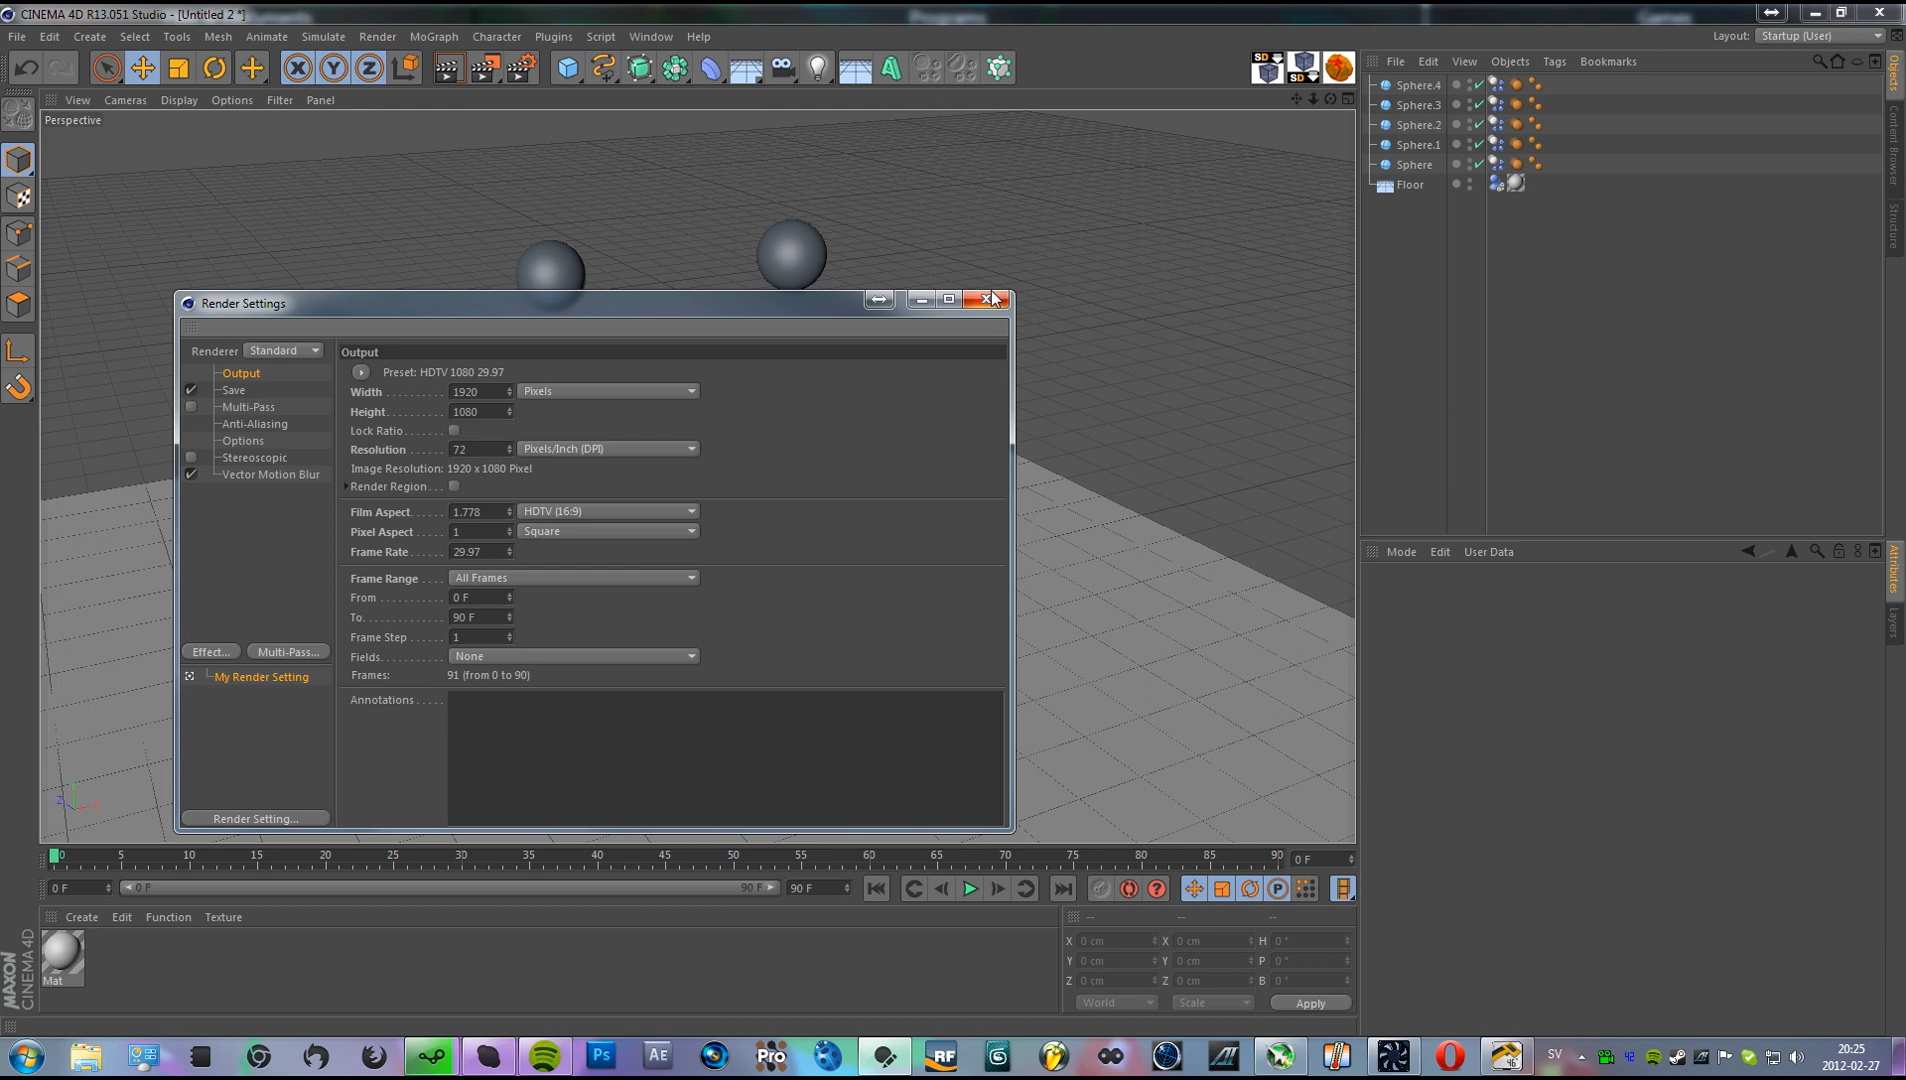 CINEMA 4D R13.051 Studio - [Untitled 2 *]
File Edit Create Select Tools Mesh Animate Simulate Render MoGraph Character Plugins Script Window Help
Layout: Startup (User)
File Edit View Objects Tags Bookmarks
View Cameras Display Options Filter Panel
Perspective
Sphere.4
Sphere.3
Sphere.2
Sphere.1
Sphere
Floor
Objects
Content Browser
Structure
Render Settings
Renderer Standard
Output
Save
Multi-Pass
Anti-Aliasing
Options
Stereoscopic
Vector Motion Blur
Effect... Multi-Pass...
My Render Setting
Render Setting...
Output
Preset: HDTV 1080 29.97
Width 1920 Pixels
Height 1080
Lock Ratio
Resolution 72 Pixels/Inch (DPI)
Image Resolution: 1920 x 1080 Pixel
Render Region
Film Aspect 1.778 HDTV (16:9)
Pixel Aspect 1 Square
Frame Rate 29.97
Frame Range All Frames
From 0 F
To 90 F
Frame Step 1
Fields None
Frames: 91 (from 0 to 90)
Annotations
Mode Edit User Data
Attributes
Layers
0 5 10 15 20 25 30 35 40 45 50 55 60 65 70 75 80 85 90 0 F
0 F 0 F 90 F 90 F
Create Edit Function Texture
Mat
MAXON
CINEMA 4D
-- -- --
X 0 cm X 0 cm H 0 °
Y 0 cm Y 0 cm P 0 °
Z 0 cm Z 0 cm B 0 °
World Scale Apply
Ps Ae Pro RF
SV 42
20:25
2012-02-27